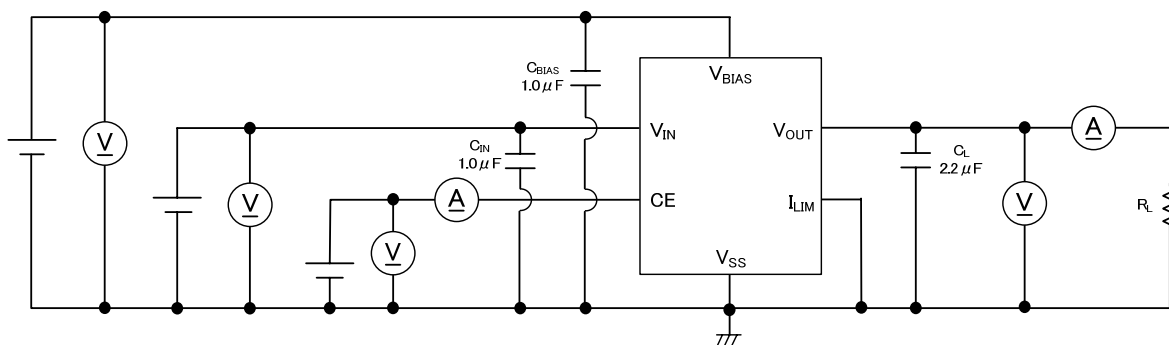 C_BIAS
1.0μF
V_BIAS
V
V_IN
V_OUT
A
C_IN
1.0μF
C_L
2.2μF
V
A
CE
I_LIM
V
R_L
V
V_SS